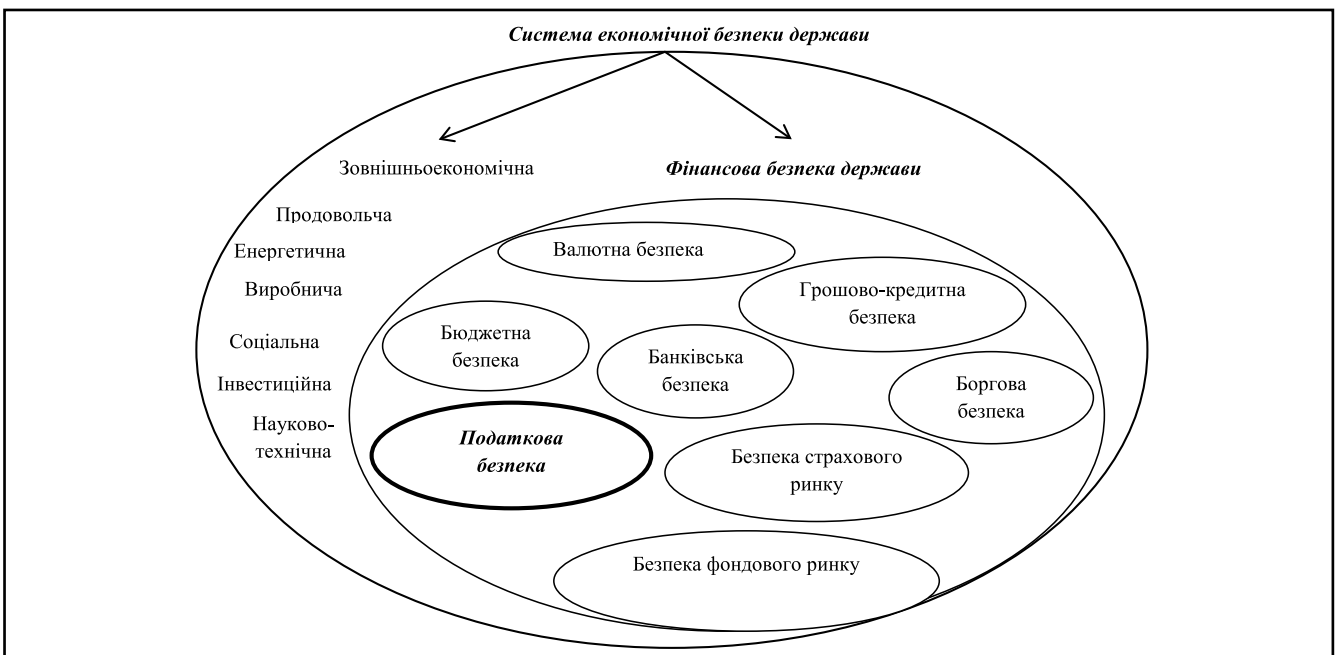 Система економічної безпеки держави
Зовнішньоекономічна
Фінансова безпека держави
Продовольча
Енергетична
Виробнича
Соціальна
Інвестиційна
Науково-
технічна
Валютна безпека
Грошово-кредитна
безпека
Бюджетна
безпека
Банківська
безпека
Боргова
безпека
Податкова
безпека
Безпека страхового
ринку
Безпека фондового ринку